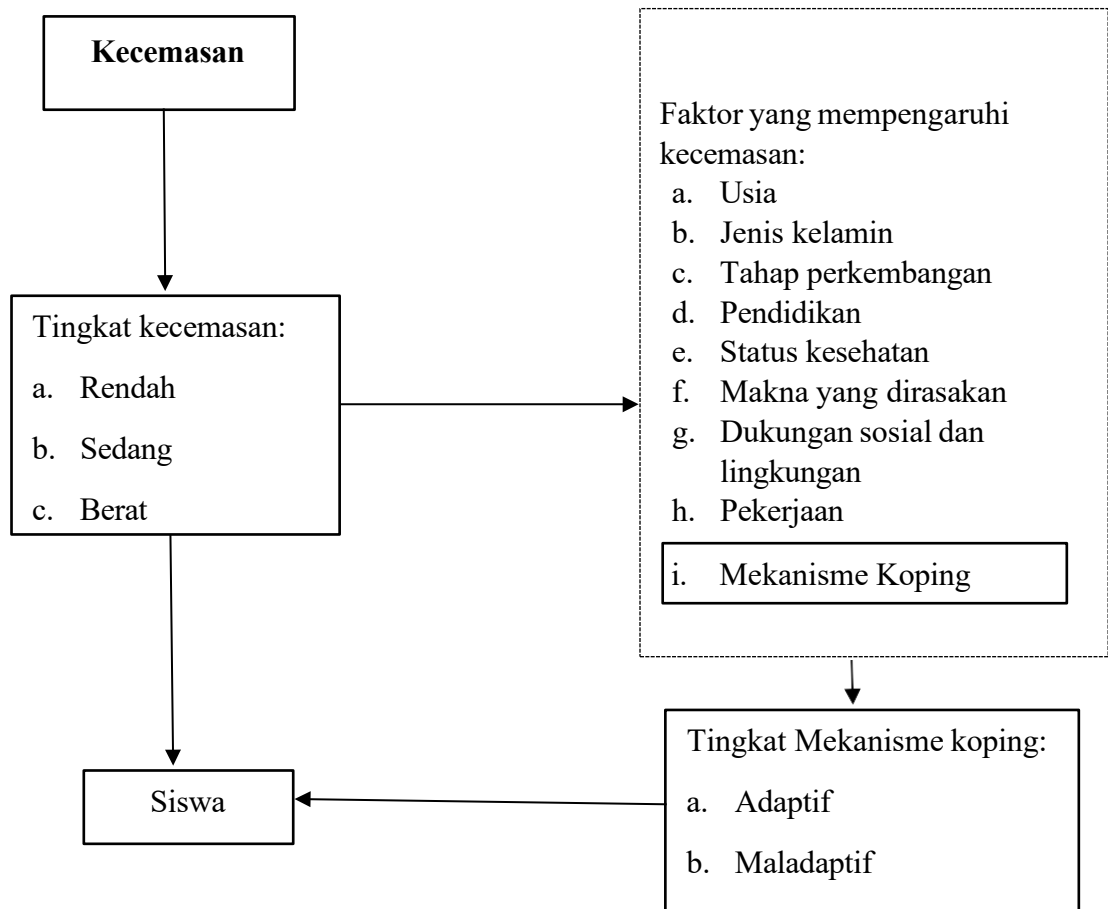 Kecemasan
Tingkat kecemasan:
a. Rendah
b. Sedang
c. Berat
Faktor yang mempengaruhi
kecemasan:
a. Usia
b. Jenis kelamin
c. Tahap perkembangan
d. Pendidikan
e. Status kesehatan
f. Makna yang dirasakan
g. Dukungan sosial dan
lingkungan
h. Pekerjaan
i. Mekanisme Koping
Tingkat Mekanisme koping:
a. Adaptif
b. Maladaptif
Siswa